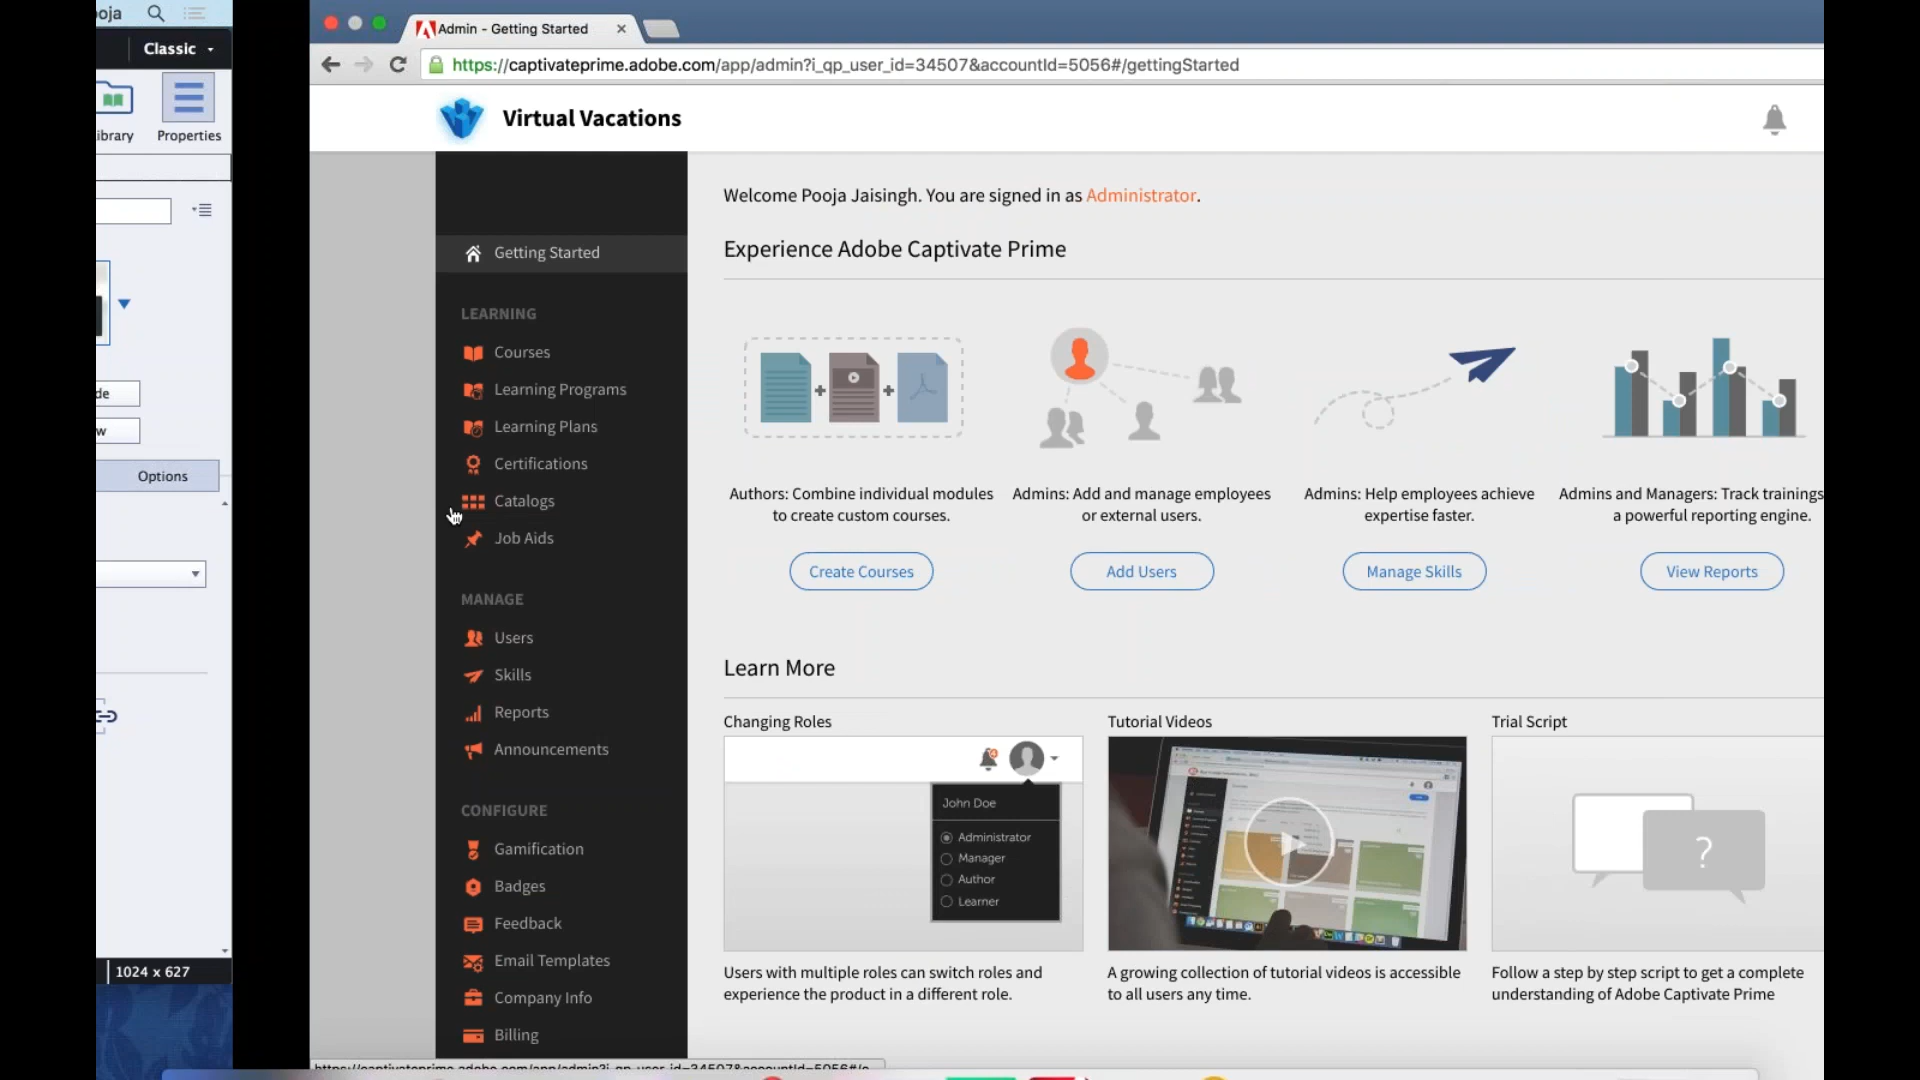 Classic
Properties
Options
1024 x 627
Admin - Getting Started
https://captivateprime.adobe.com/app/admin?i_qp_user_id=34507&accountId=5056#/gettingStarted
Virtual Vacations
Welcome Pooja Jaisingh. You are signed in as Administrator.
Experience Adobe Captivate Prime
Getting Started
LEARNING
Courses
Learning Programs
Learning Plans
Certifications
Catalogs
Job Aids
MANAGE
Users
Skills
Reports
Announcements
CONFIGURE
Gamification
Badges
Feedback
Email Templates
Company Info
Billing
Authors: Combine individual modules
to create custom courses.
Create Courses
Admins: Add and manage employees
or external users.
Add Users
Admins: Help employees achieve
expertise faster.
Manage Skills
Admins and Managers: Track trainings
a powerful reporting engine.
View Reports
Learn More
Changing Roles
John Doe
Administrator
Manager
Author
Learner
Users with multiple roles can switch roles and
experience the product in a different role.
Tutorial Videos
A growing collection of tutorial videos is accessible
to all users any time.
Trial Script
?
Follow a step by step script to get a complete
understanding of Adobe Captivate Prime